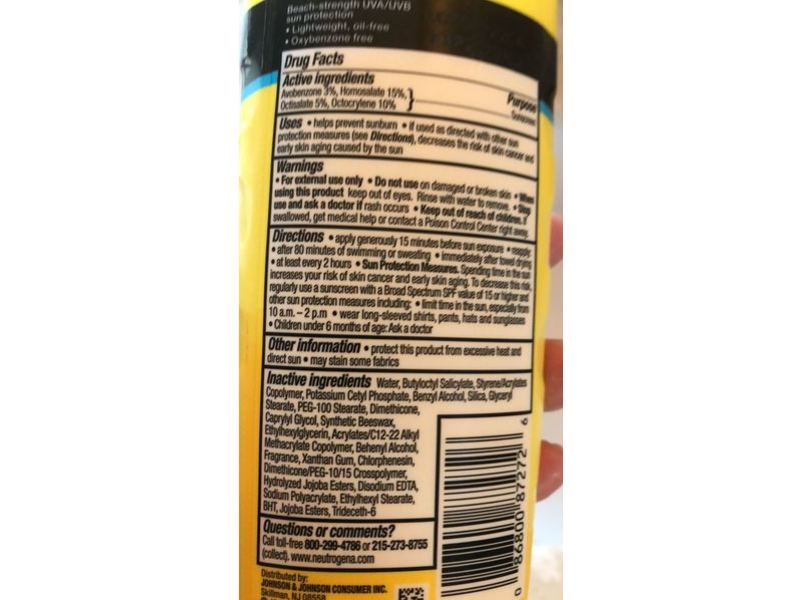 Beach-strength UVA/UVB
sun protection
• Lightweight, oil-free
• Oxybenzone free
Drug Facts
Active ingredients
Purpose
Avobenzone 3%, Homosalate 15%,
Octisalate 5%, Octocrylene 10%
Sunscreen
Uses • helps prevent sunburn • if used as directed with other sun
protection measures (see Directions), decreases the risk of skin cancer and
early skin aging caused by the sun
Warnings
• For external use only • Do not use on damaged or broken skin • When
using this product keep out of eyes. Rinse with water to remove. • Stop
use and ask a doctor if rash occurs • Keep out of reach of children. If
swallowed, get medical help or contact a Poison Control Center right away.
Directions • apply generously 15 minutes before sun exposure • reapply:
• after 80 minutes of swimming or sweating • immediately after towel drying
• at least every 2 hours • Sun Protection Measures. Spending time in the sun
increases your risk of skin cancer and early skin aging. To decrease this risk,
regularly use a sunscreen with a Broad Spectrum SPF value of 15 or higher and
other sun protection measures including: • limit time in the sun, especially from
10 a.m. – 2 p.m • wear long-sleeved shirts, pants, hats and sunglasses
• Children under 6 months of age: Ask a doctor
Other information • protect this product from excessive heat and
direct sun • may stain some fabrics
Inactive ingredients Water, Butyloctyl Salicylate, Styrene/Acrylates
Copolymer, Potassium Cetyl Phosphate, Benzyl Alcohol, Silica, Glyceryl
Stearate, PEG-100 Stearate, Dimethicone,
Caprylyl Glycol, Synthetic Beeswax,
Ethylhexylglycerin, Acrylates/C12-22 Alkyl
Methacrylate Copolymer, Behenyl Alcohol,
Fragrance, Xanthan Gum, Chlorphenesin,
Dimethicone/PEG-10/15 Crosspolymer,
Hydrolyzed Jojoba Esters, Disodium EDTA,
Sodium Polyacrylate, Ethylhexyl Stearate,
BHT, Jojoba Esters, Trideceth-6
Questions or comments?
Call toll-free 800-299-4786 or 215-273-8755
(collect). www.neutrogena.com
Distributed by:
JOHNSON & JOHNSON CONSUMER INC.
Skillman, NJ 08558
0 86800 87272 6